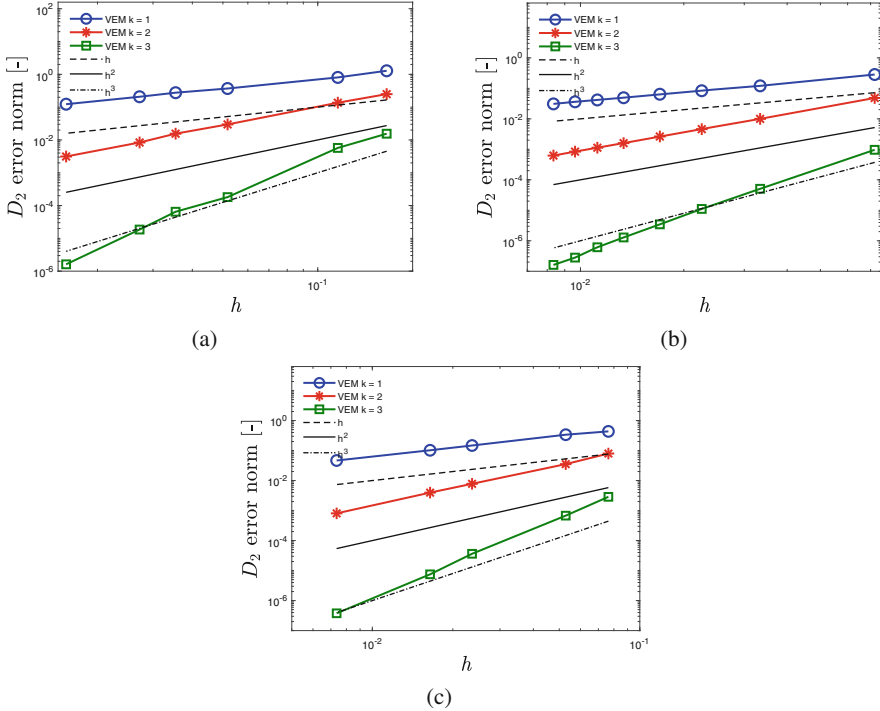 VEM k = 1
VEM k = 2
VEM k = 3
h
h²
h³
10²
10⁰
10⁻²
10⁻⁴
10⁻⁶
D₂ error norm [-]
10⁻¹
h
(a)
VEM k = 1
VEM k = 2
VEM k = 3
h
h²
h³
10⁰
10⁻²
10⁻⁴
10⁻⁶
D₂ error norm [-]
10⁻²
h
(b)
VEM k = 1
VEM k = 2
VEM k = 3
h
h²
h³
10⁰
10⁻²
10⁻⁴
10⁻⁶
D₂ error norm [-]
10⁻²
10⁻¹
h
(c)